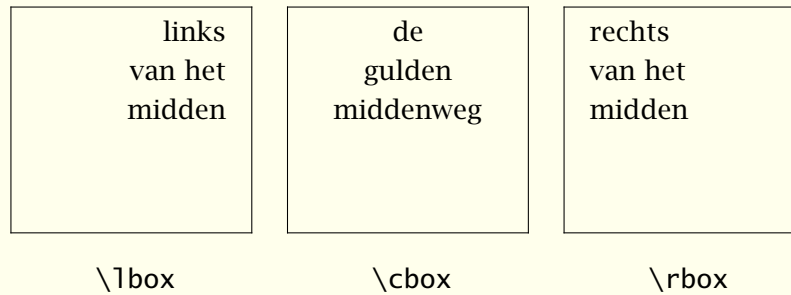 links
van het
midden
de
gulden
middenweg
rechts
van het
midden
\lbox
\cbox
\rbox